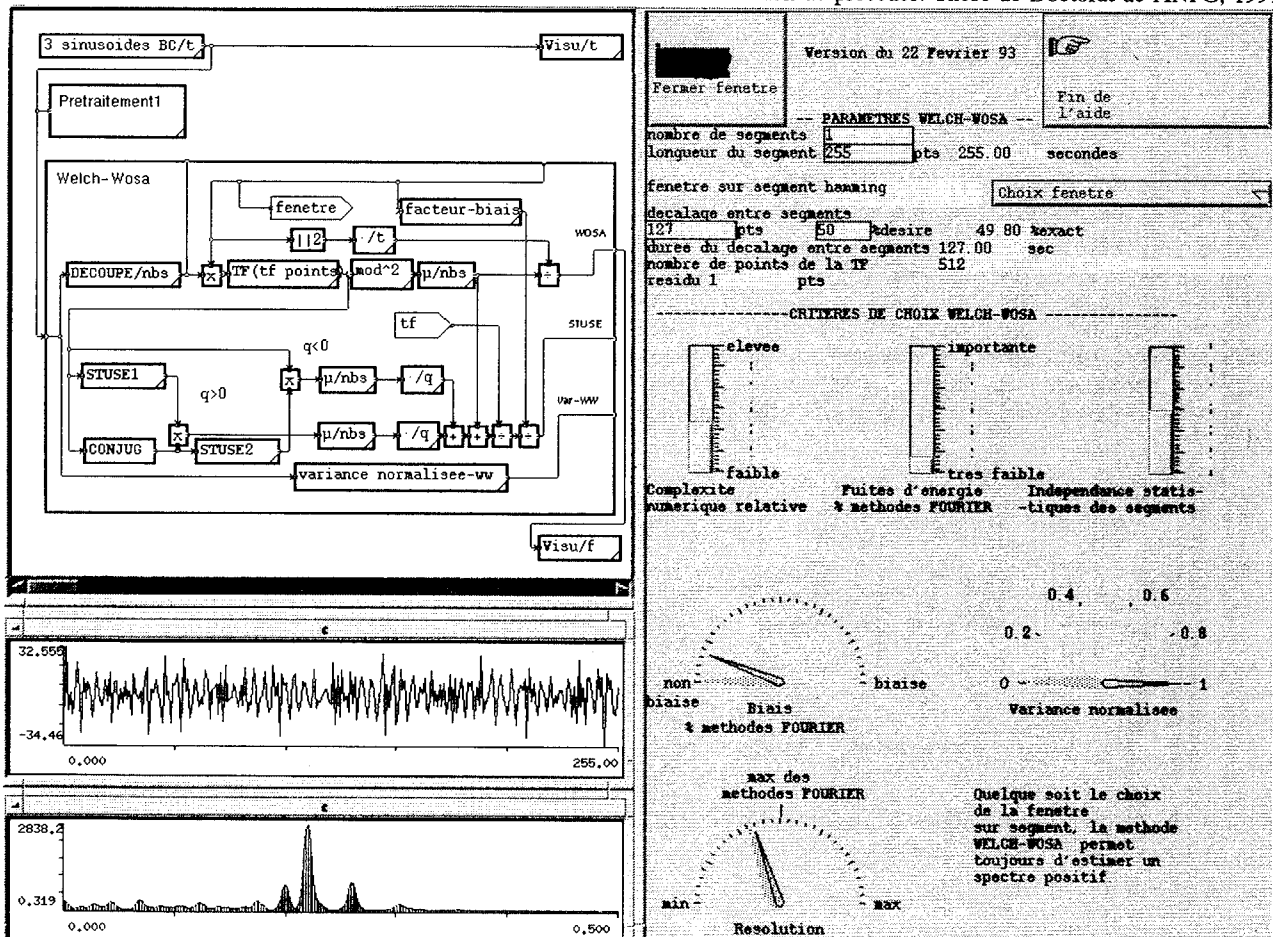 de Doctorat de l'INPG, 199
3 sinusoides BC/t
Visu/t
Pretraitement1
Welch-Wosa
fenetre
facteur-biais
||2
·/t
WOSA
DECOUPE/nbs
x
TF(tf points)
mod^2
µ/nbs
÷
tf
STUSE
q<0
STUSE1
x
µ/nbs
·/q
q>0
Var-WW
x
µ/nbs
·/q
+
+
÷
÷
CONJUG
STUSE2
variance normalisee-ww
Visu/f
c
32.555
-34.46
0.000
255.00
c
2838.2
0.319
0.000
0.500
Fermer fenetre
Version du 22 Fevrier 93
Fin de
l'aide
-- PARAMETRES WELCH-WOSA --
nombre de segments 1
longueur du segment 255 pts 255.00 secondes
fenetre sur segment hamming
Choix fenetre
decalage entre segments
127 pts 50 %desire 49 80 %exact
duree du decalage entre segments 127.00 sec
nombre de points de la TF 512
residu 1 pts
----------------CRITERES DE CHOIX WELCH-WOSA ---------------
elevee
importante
faible
tres faible
Complexite
numerique relative
Fuites d'energie
% methodes FOURIER
Independance statis-
-tiques des segments
non
biaise
biaise
Biais
% methodes FOURIER
0
0.2
0.4
0.6
0.8
1
Variance normalisee
max des
methodes FOURIER
min
max
Resolution
Quelque soit le choix
de la fenetre
sur segment, la methode
WELCH-WOSA permet
toujours d'estimer un
spectre positif